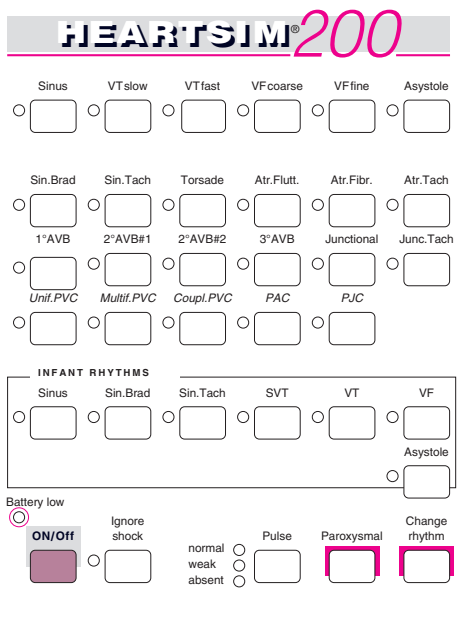 HEARTSIM® 200
Sinus VTslow VTfast VFcoarse VFfine Asystole
Sin.Brad Sin.Tach Torsade Atr.Flutt. Atr.Fibr. Atr.Tach
1°AVB 2°AVB#1 2°AVB#2 3°AVB Junctional Junc.Tach
Unif.PVC Multif.PVC Coupl.PVC PAC PJC
INFANT RHYTHMS
Sinus Sin.Brad Sin.Tach SVT VT VF
Asystole
Battery low
ON/Off
Ignore
shock
normal
weak
absent
Pulse
Paroxysmal
Change
rhythm